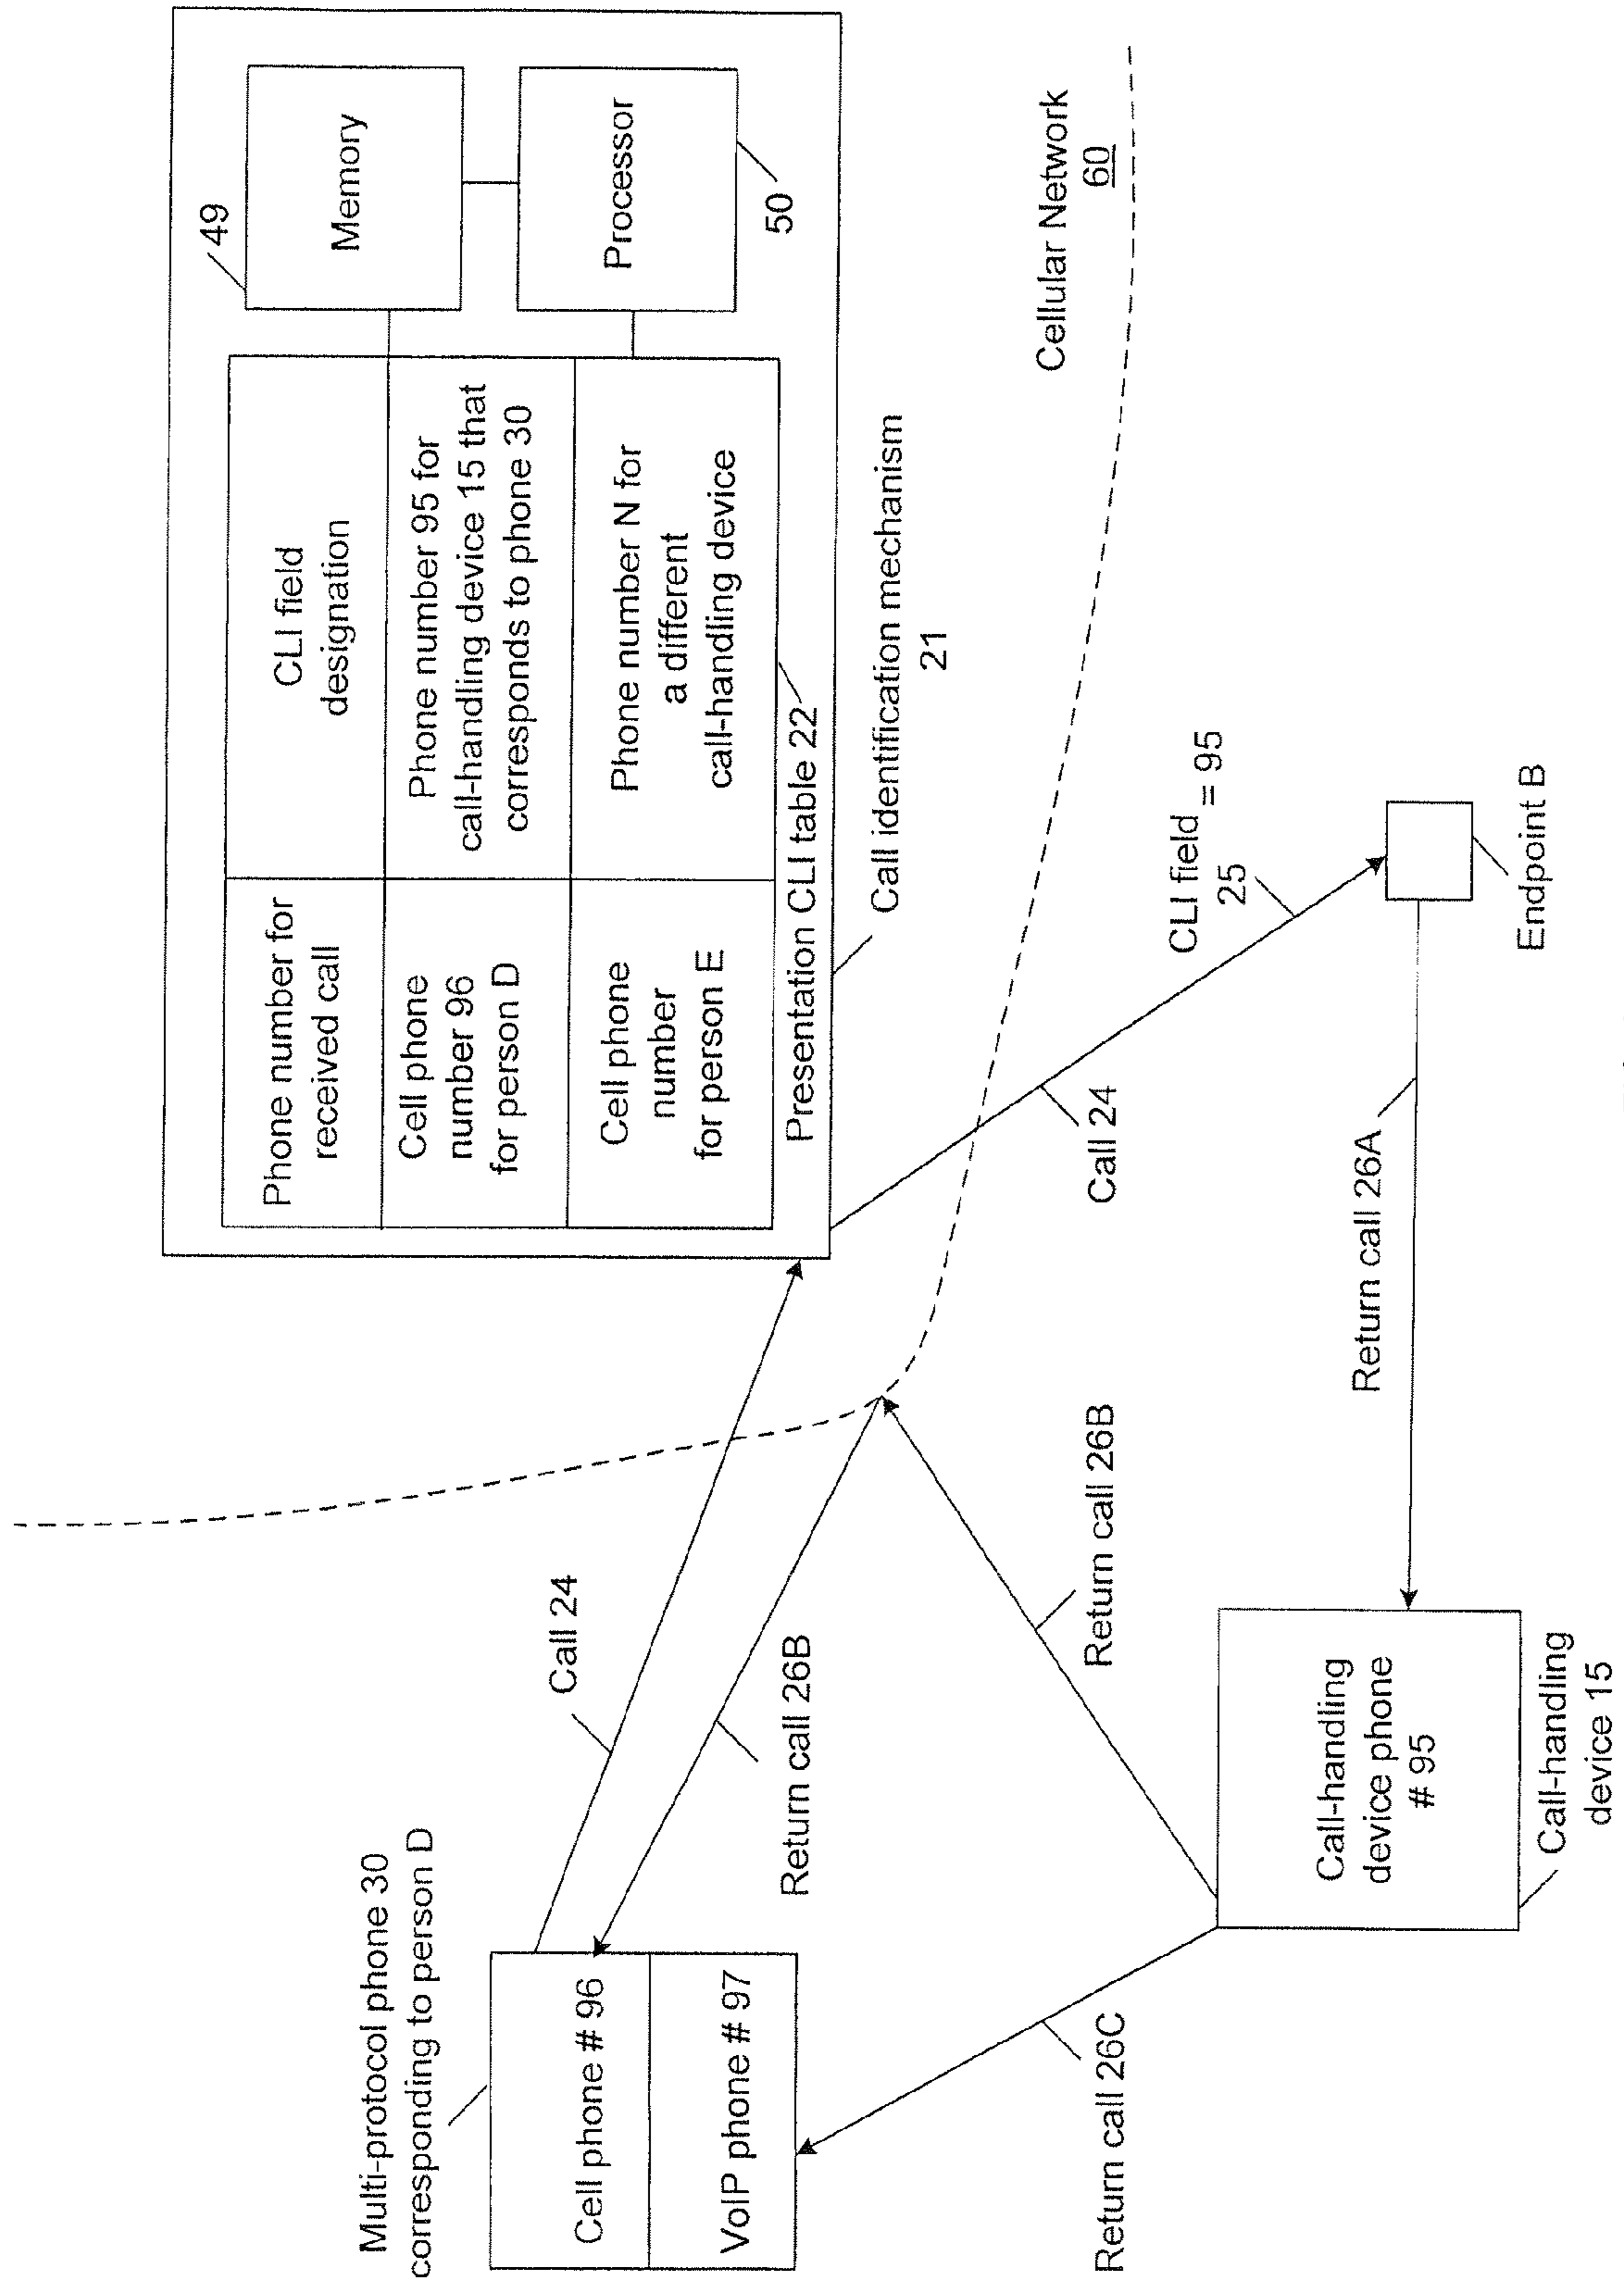 Multi-protocol phone 30
corresponding to person D
Cell phone # 96
VoIP phone # 97
Call 24
Return call 26B
Return call 26C
Return call 26B
Call-handling
device phone
# 95
Call-handling
device 15
Phone number for
received call
CLI field
designation
Cell phone
number 96
for person D
Phone number 95 for
call-handling device 15 that
corresponds to phone 30
Cell phone
number
for person E
Phone number N for
a different
call-handling device
Presentation CLI table 22
49
Memory
Processor
50
Call identification mechanism
21
Cellular Network
60
Call 24
CLI field = 95
25
Return call 26A
Endpoint B